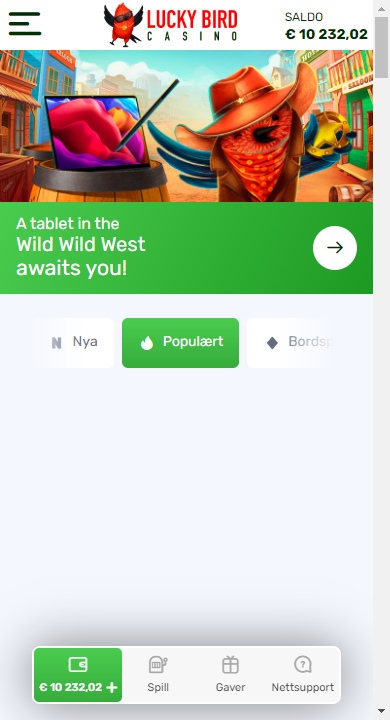 LUCKY BIRD
CASINO
SALDO
€ 10 232,02
A tablet in the
Wild Wild West
awaits you!
N Nya
Populært
Bordsp
€ 10 232,02 +
Spill
Gaver
Nettsupport